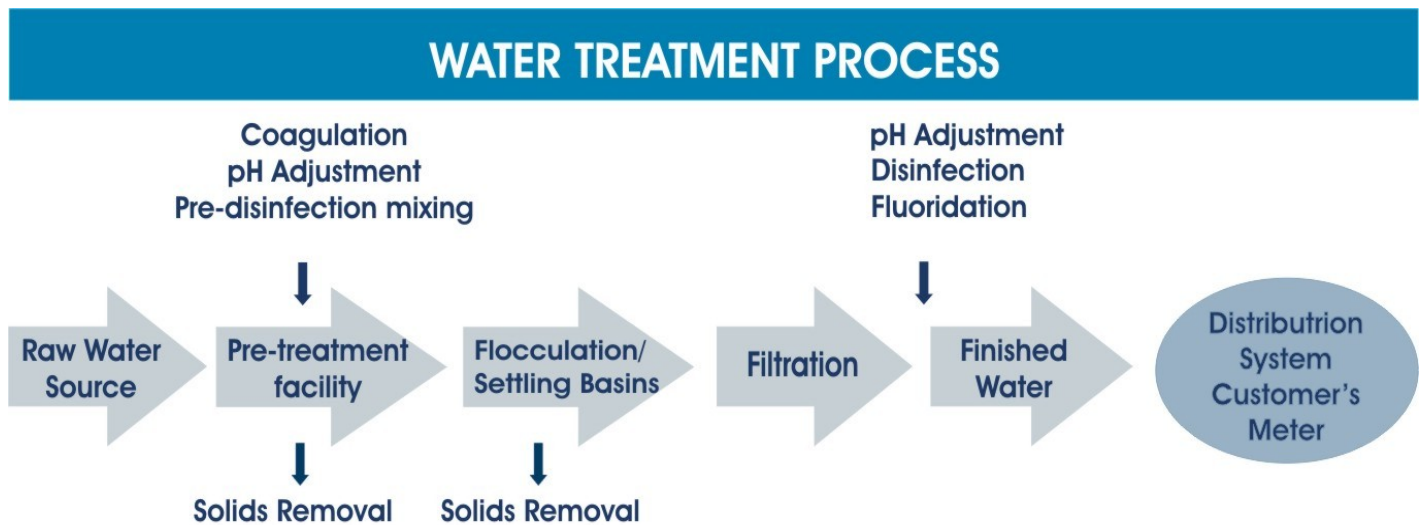 WATER TREATMENT PROCESS
Coagulation
pH Adjustment
Pre-disinfection mixing
pH Adjustment
Disinfection
Fluoridation
Raw Water
Source
Pre-treatment
facility
Flocculation/
Settling Basins
Filtration
Finished
Water
Distributrion
System
Customer's
Meter
Solids Removal
Solids Removal